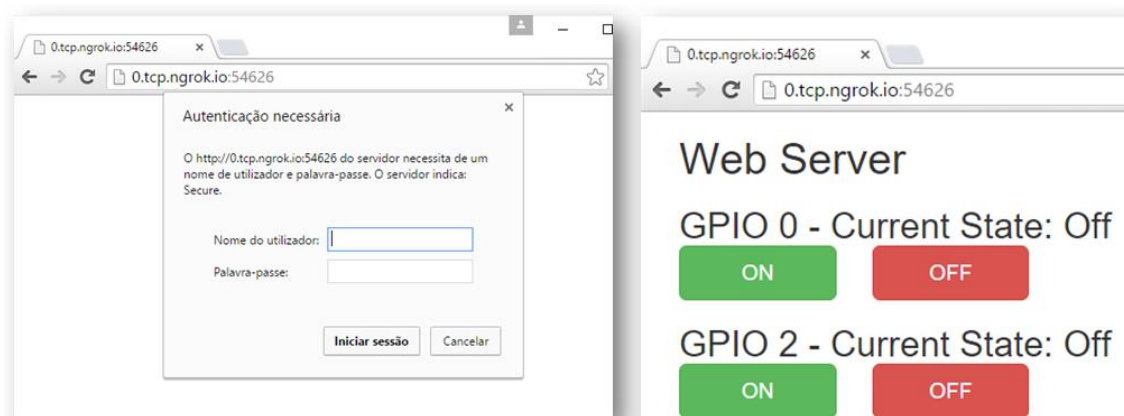 0.tcp.ngrok.io:54626
0.tcp.ngrok.io:54626
Autenticação necessária
O http://0.tcp.ngrok.io:54626 do servidor necessita de um
nome de utilizador e palavra-passe. O servidor indica:
Secure.
Nome do utilizador:
Palavra-passe:
Iniciar sessão Cancelar
0.tcp.ngrok.io:54626
0.tcp.ngrok.io:54626
Web Server
GPIO 0 - Current State: Off
ON OFF
GPIO 2 - Current State: Off
ON OFF